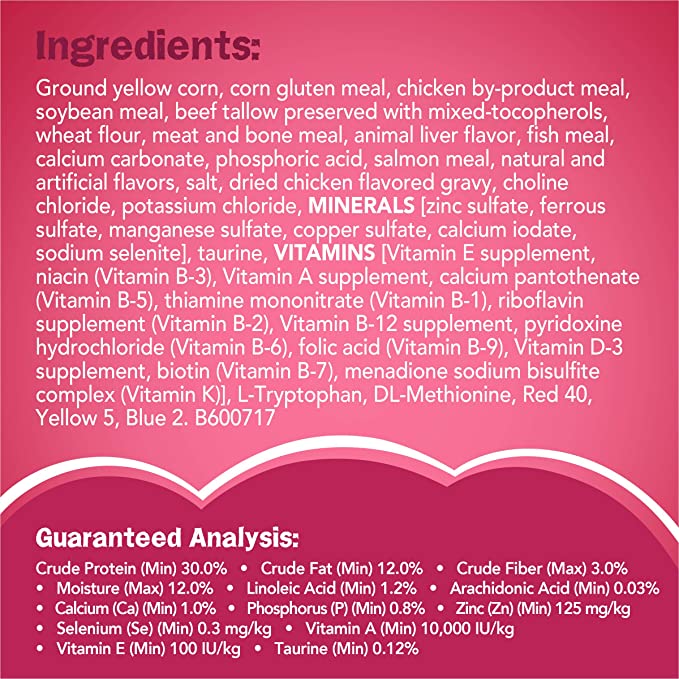 Ingredients:
Ground yellow corn, corn gluten meal, chicken by-product meal,
soybean meal, beef tallow preserved with mixed-tocopherols,
wheat flour, meat and bone meal, animal liver flavor, fish meal,
calcium carbonate, phosphoric acid, salmon meal, natural and
artificial flavors, salt, dried chicken flavored gravy, choline
chloride, potassium chloride, MINERALS [zinc sulfate, ferrous
sulfate, manganese sulfate, copper sulfate, calcium iodate,
sodium selenite], taurine, VITAMINS [Vitamin E supplement,
niacin (Vitamin B-3), Vitamin A supplement, calcium pantothenate
(Vitamin B-5), thiamine mononitrate (Vitamin B-1), riboflavin
supplement (Vitamin B-2), Vitamin B-12 supplement, pyridoxine
hydrochloride (Vitamin B-6), folic acid (Vitamin B-9), Vitamin D-3
supplement, biotin (Vitamin B-7), menadione sodium bisulfite
complex (Vitamin K)], L-Tryptophan, DL-Methionine, Red 40,
Yellow 5, Blue 2. B600717
Guaranteed Analysis:
Crude Protein (Min) 30.0% • Crude Fat (Min) 12.0% • Crude Fiber (Max) 3.0%
• Moisture (Max) 12.0% • Linoleic Acid (Min) 1.2% • Arachidonic Acid (Min) 0.03%
• Calcium (Ca) (Min) 1.0% • Phosphorus (P) (Min) 0.8% • Zinc (Zn) (Min) 125 mg/kg
• Selenium (Se) (Min) 0.3 mg/kg • Vitamin A (Min) 10,000 IU/kg
• Vitamin E (Min) 100 IU/kg • Taurine (Min) 0.12%